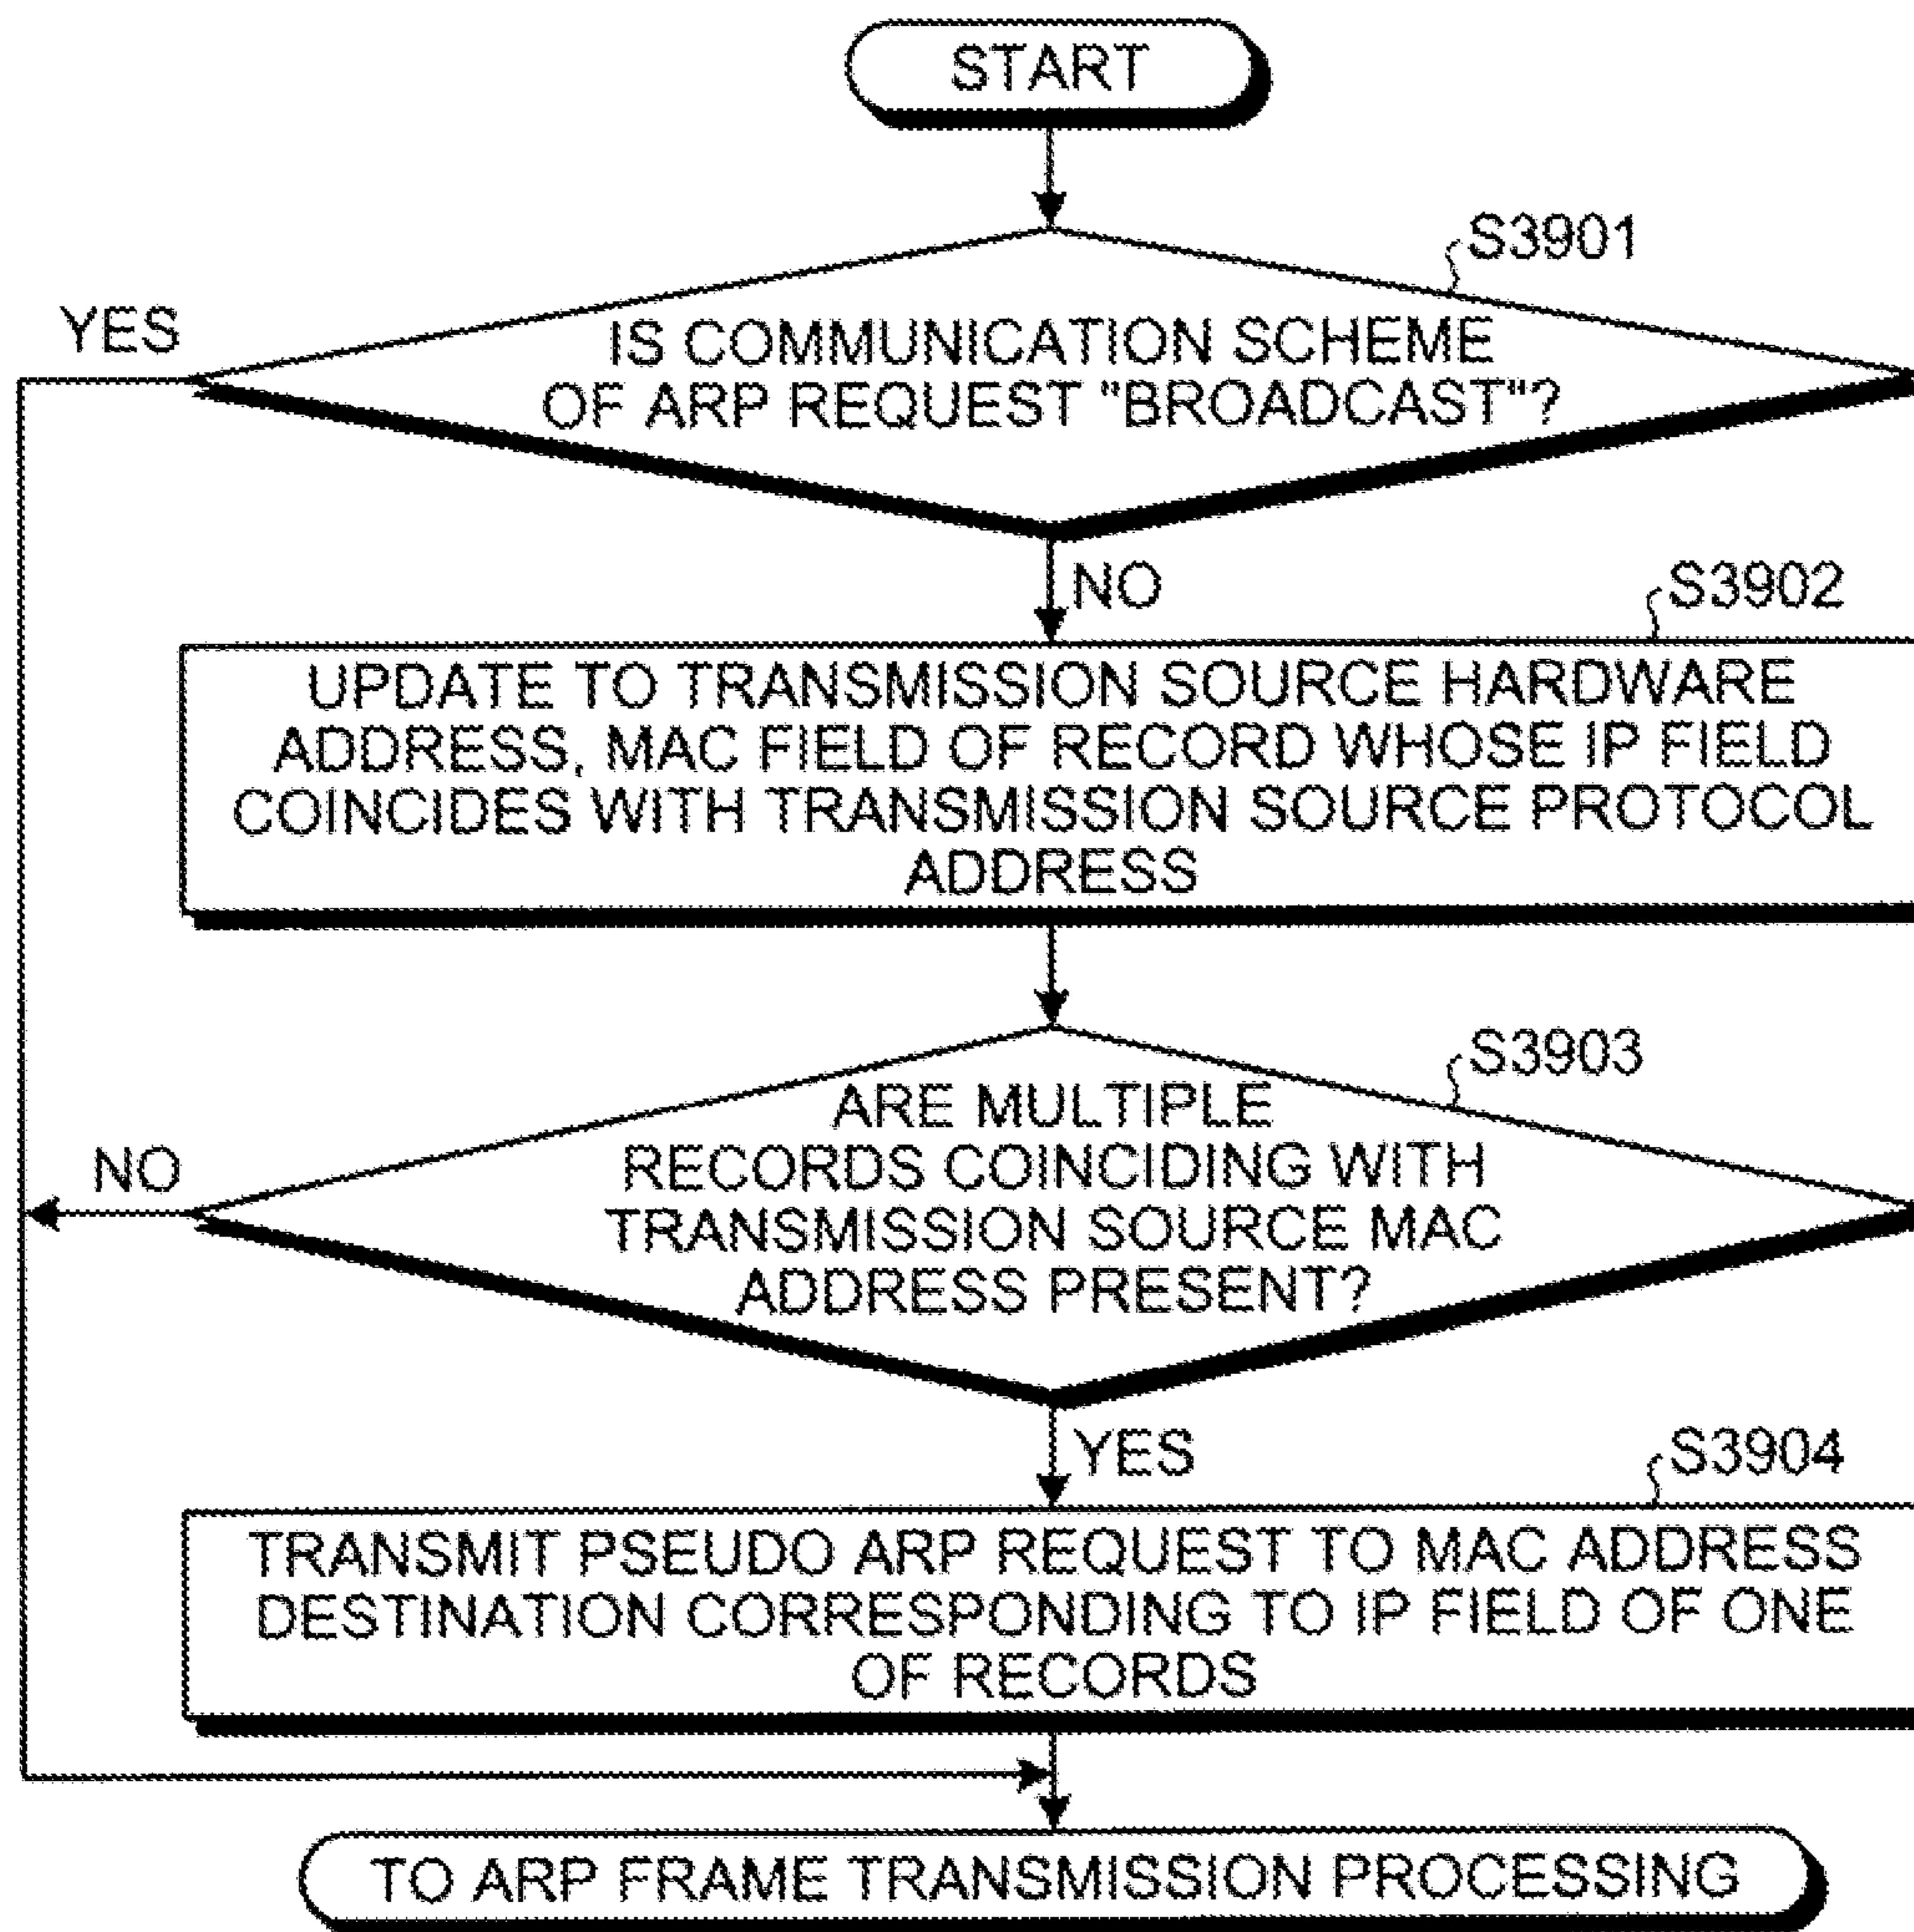 START
S3901
YES
IS COMMUNICATION SCHEME
OF ARP REQUEST "BROADCAST"?
NO
S3902
UPDATE TO TRANSMISSION SOURCE HARDWARE
ADDRESS, MAC FIELD OF RECORD WHOSE IP FIELD
COINCIDES WITH TRANSMISSION SOURCE PROTOCOL
ADDRESS
S3903
NO
ARE MULTIPLE
RECORDS COINCIDING WITH
TRANSMISSION SOURCE MAC
ADDRESS PRESENT?
YES
S3904
TRANSMIT PSEUDO ARP REQUEST TO MAC ADDRESS
DESTINATION CORRESPONDING TO IP FIELD OF ONE
OF RECORDS
TO ARP FRAME TRANSMISSION PROCESSING